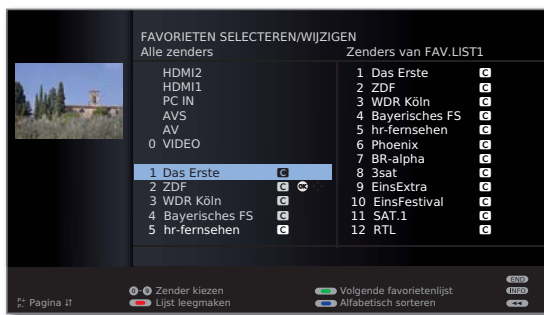 FAVORIETEN SELECTEREN/WIJZIGEN
Alle zenders
HDMI2
HDMI1
PC IN
AVS
AV
0 VIDEO
1 Das Erste C
2 ZDF C OK
3 WDR Köln C
4 Bayerisches FS C
5 hr-fernsehen C
Zenders van FAV.LIST1
1 Das Erste C
2 ZDF C
3 WDR Köln C
4 Bayerisches FS C
5 hr-fernsehen C
6 Phoenix C
7 BR-alpha C
8 3sat C
9 EinsExtra C
10 EinsFestival C
11 SAT.1 C
12 RTL C
P+
P- Pagina
0-9 Zender kiezen
Lijst leegmaken
Volgende favorietenlijst
Alfabetisch sorteren
END
INFO